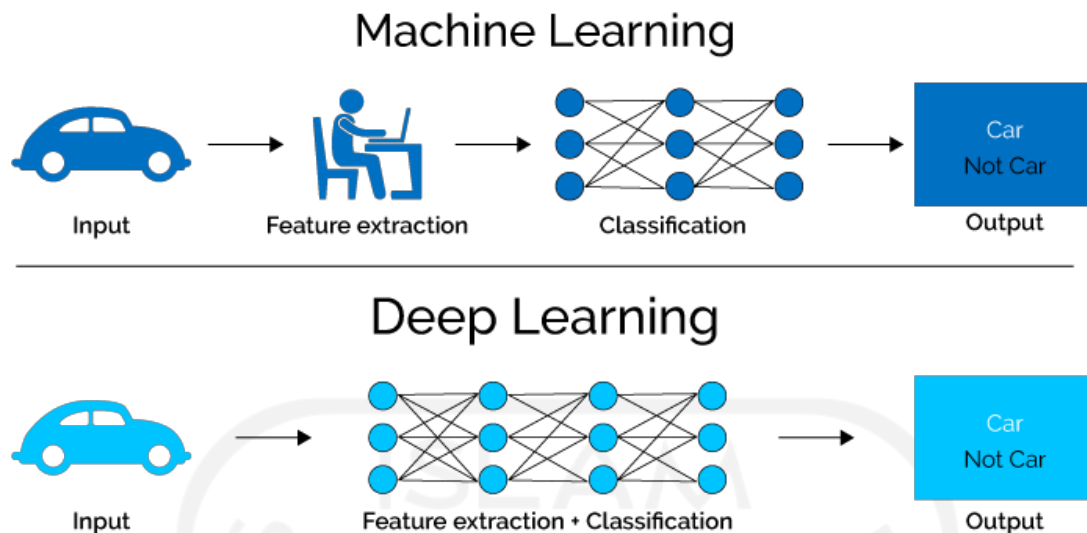 Machine Learning
Car
Not Car
Input
Feature extraction
Classification
Output
Deep Learning
Car
Not Car
Input
Feature extraction + Classification
Output
ISLAM